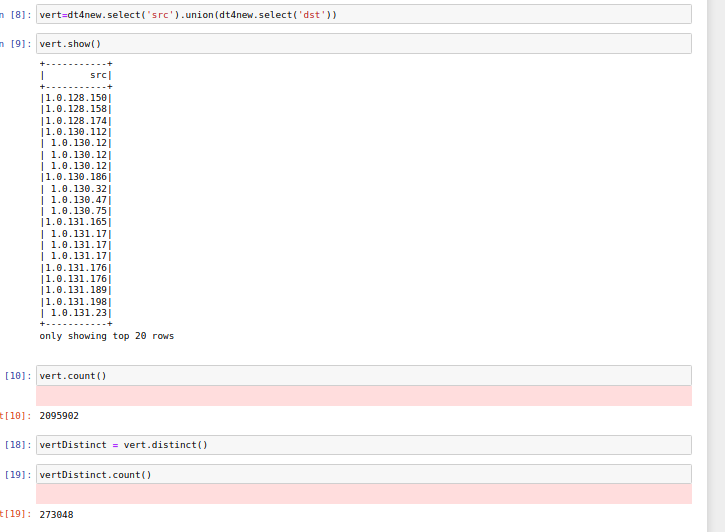 n [8]: vert=dt4new.select('src').union(dt4new.select('dst'))
n [9]: vert.show()
+-----------+
|        src|
+-----------+
|1.0.128.150|
|1.0.128.158|
|1.0.128.174|
|1.0.130.112|
| 1.0.130.12|
| 1.0.130.12|
| 1.0.130.12|
|1.0.130.186|
| 1.0.130.32|
| 1.0.130.47|
| 1.0.130.75|
|1.0.131.165|
| 1.0.131.17|
| 1.0.131.17|
| 1.0.131.17|
|1.0.131.176|
|1.0.131.176|
|1.0.131.189|
|1.0.131.198|
| 1.0.131.23|
+-----------+
only showing top 20 rows
[10]: vert.count()
t[10]: 2095902
[18]: vertDistinct = vert.distinct()
[19]: vertDistinct.count()
t[19]: 273048